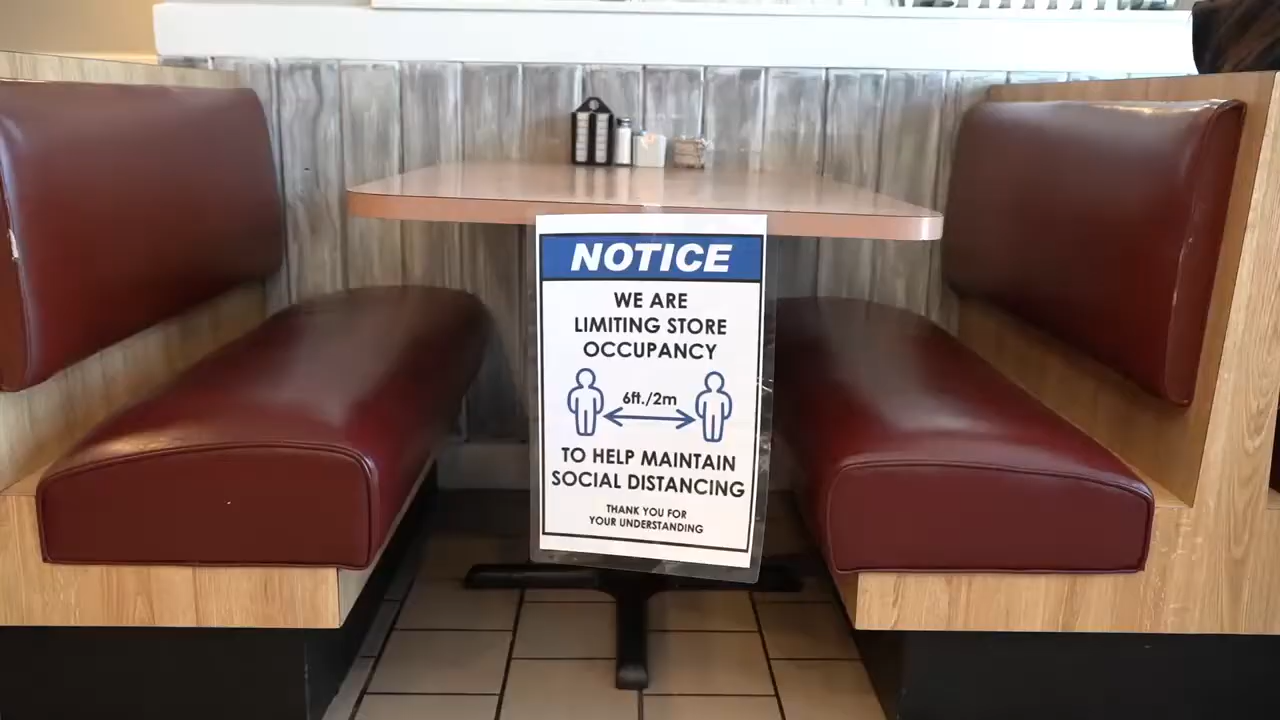 NOTICE
WE ARE
LIMITING STORE
OCCUPANCY
6ft./2m
TO HELP MAINTAIN
SOCIAL DISTANCING
THANK YOU FOR
YOUR UNDERSTANDING